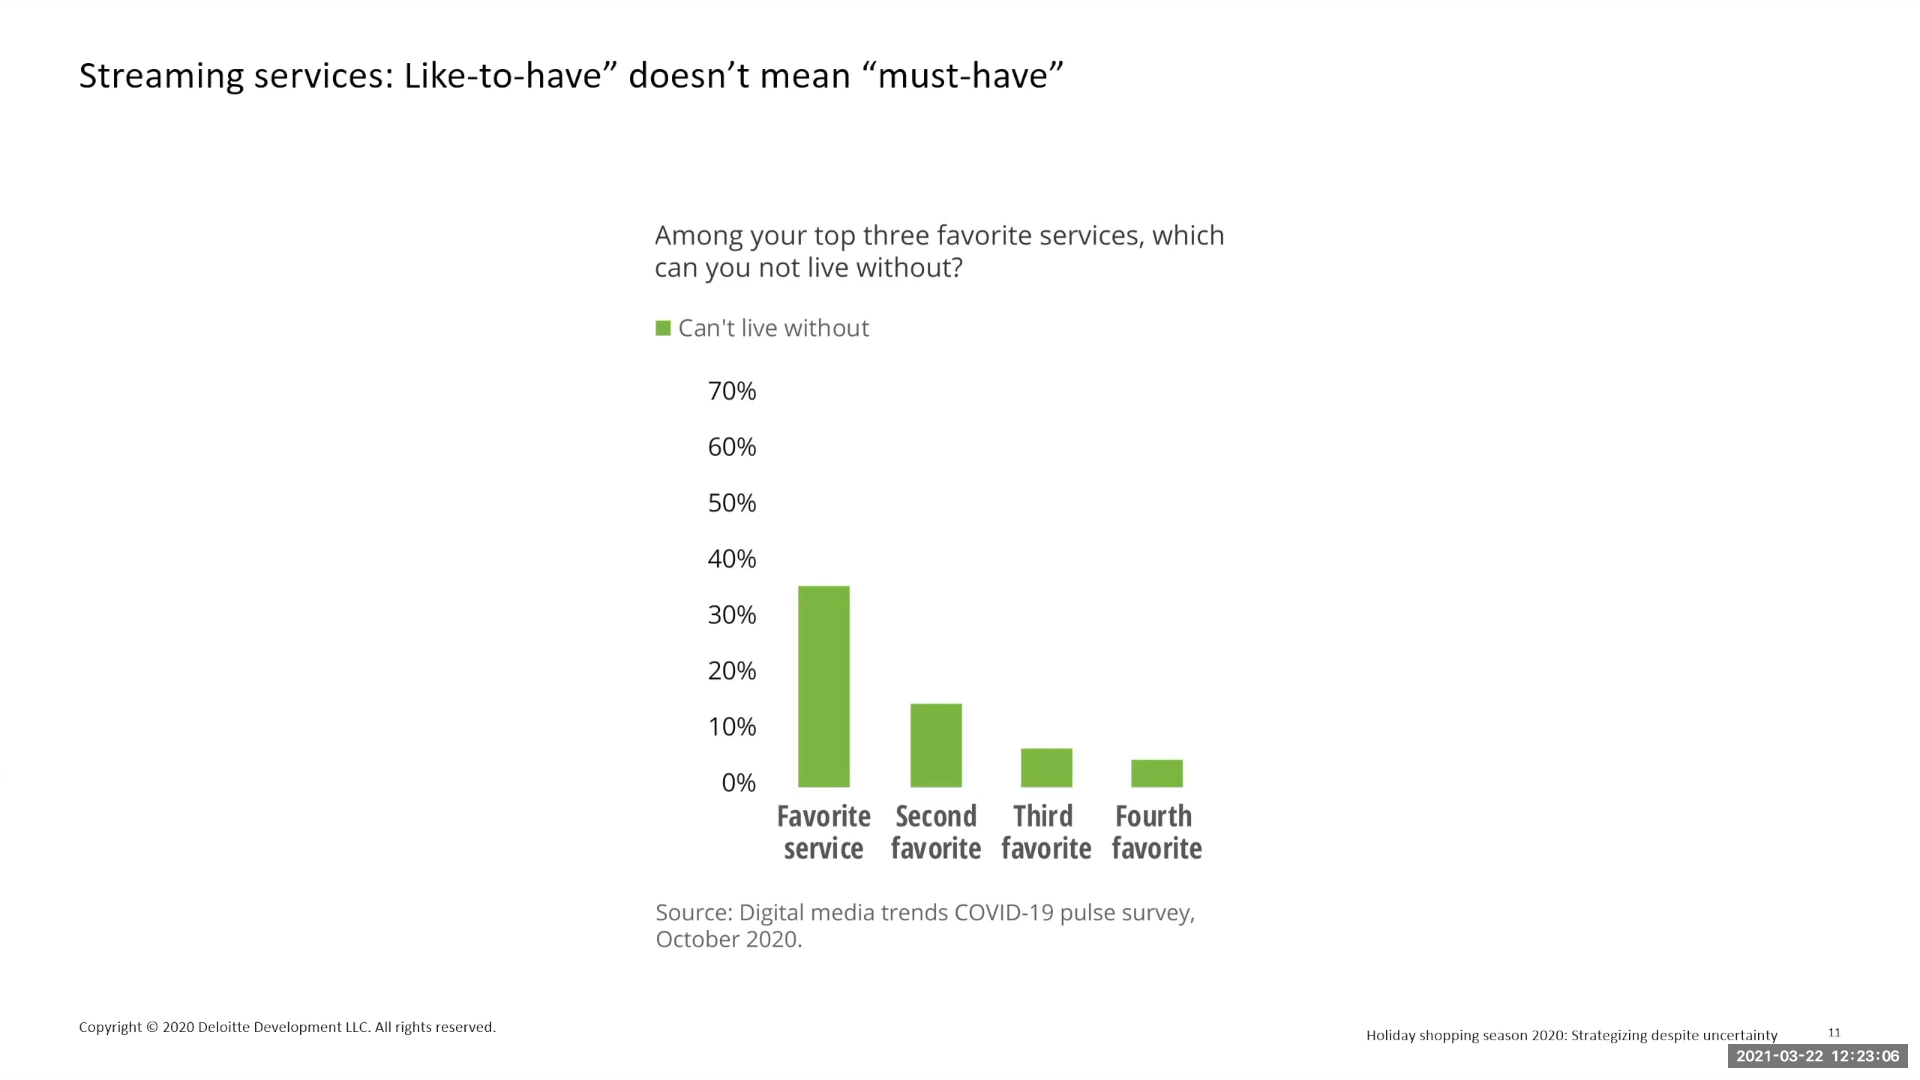 Streaming services: Like-to-have” doesn’t mean “must-have”
Among your top three favorite services, which
can you not live without?
Can't live without
70%
60%
50%
40%
30%
20%
10%
0%
Favorite service
Second favorite
Third favorite
Fourth favorite
Source: Digital media trends COVID-19 pulse survey,
October 2020.
Copyright © 2020 Deloitte Development LLC. All rights reserved.
Holiday shopping season 2020: Strategizing despite uncertainty
11
2021-03-22 12:23:06